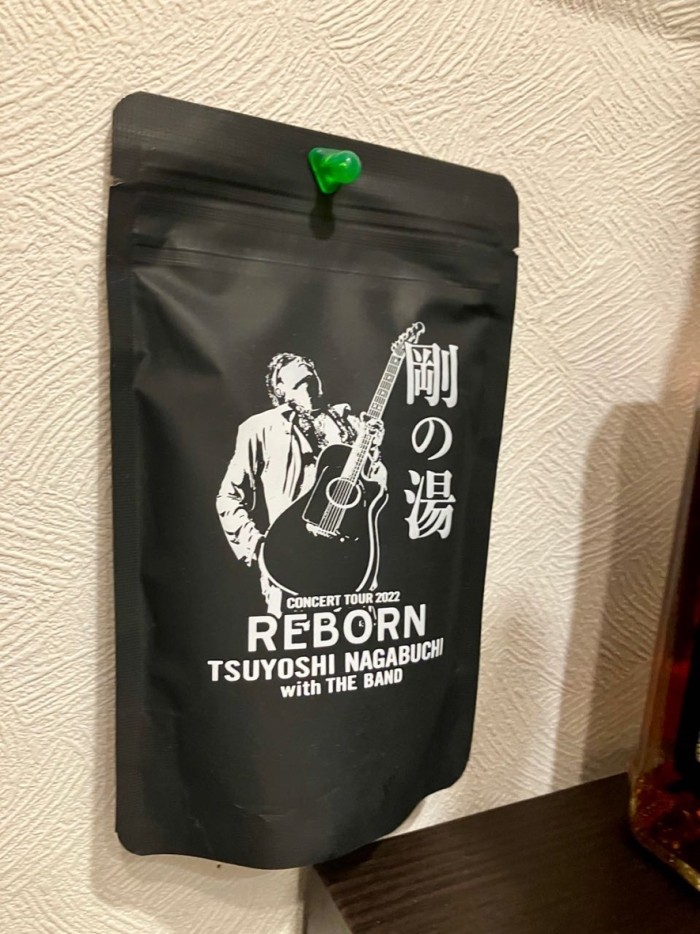 剛の湯
CONCERT TOUR 2022
REBORN
TSUYOSHI NAGABUCHI
with THE BAND